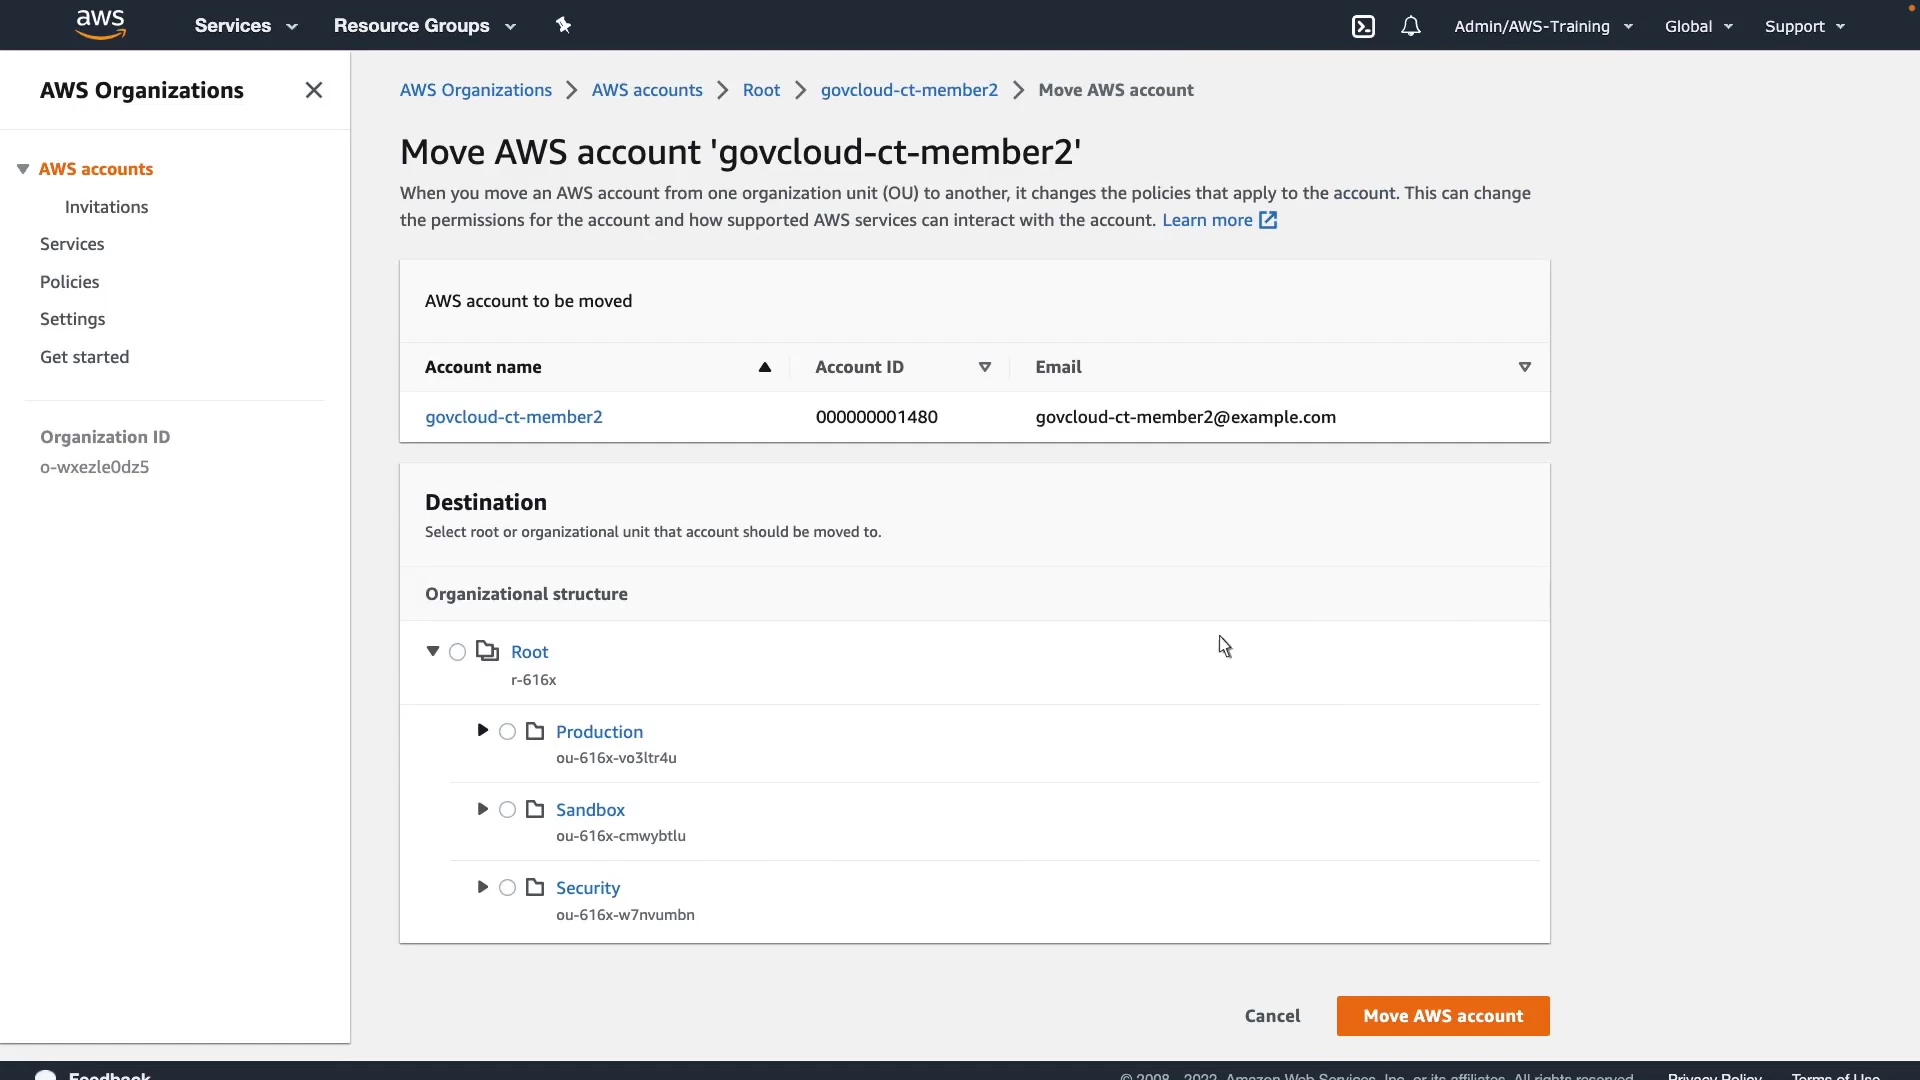 aws
Services
Resource Groups
Admin/AWS-Training
Global
Support
AWS Organizations
AWS accounts
Invitations
Services
Policies
Settings
Get started
Organization ID
o-wxezle0dz5
AWS Organizations > AWS accounts > Root > govcloud-ct-member2 > Move AWS account
Move AWS account 'govcloud-ct-member2'
When you move an AWS account from one organization unit (OU) to another, it changes the policies that apply to the account. This can change
the permissions for the account and how supported AWS services can interact with the account. Learn more
AWS account to be moved
Account name
Account ID
Email
govcloud-ct-member2
000000001480
govcloud-ct-member2@example.com
Destination
Select root or organizational unit that account should be moved to.
Organizational structure
Root
r-616x
Production
ou-616x-vo3ltr4u
Sandbox
ou-616x-cmwybtlu
Security
ou-616x-w7nvumbn
Cancel
Move AWS account
Feedback
© 2008 - 2022, Amazon Web Services, Inc. or its affiliates. All rights reserved.
Privacy Policy
Terms of Use